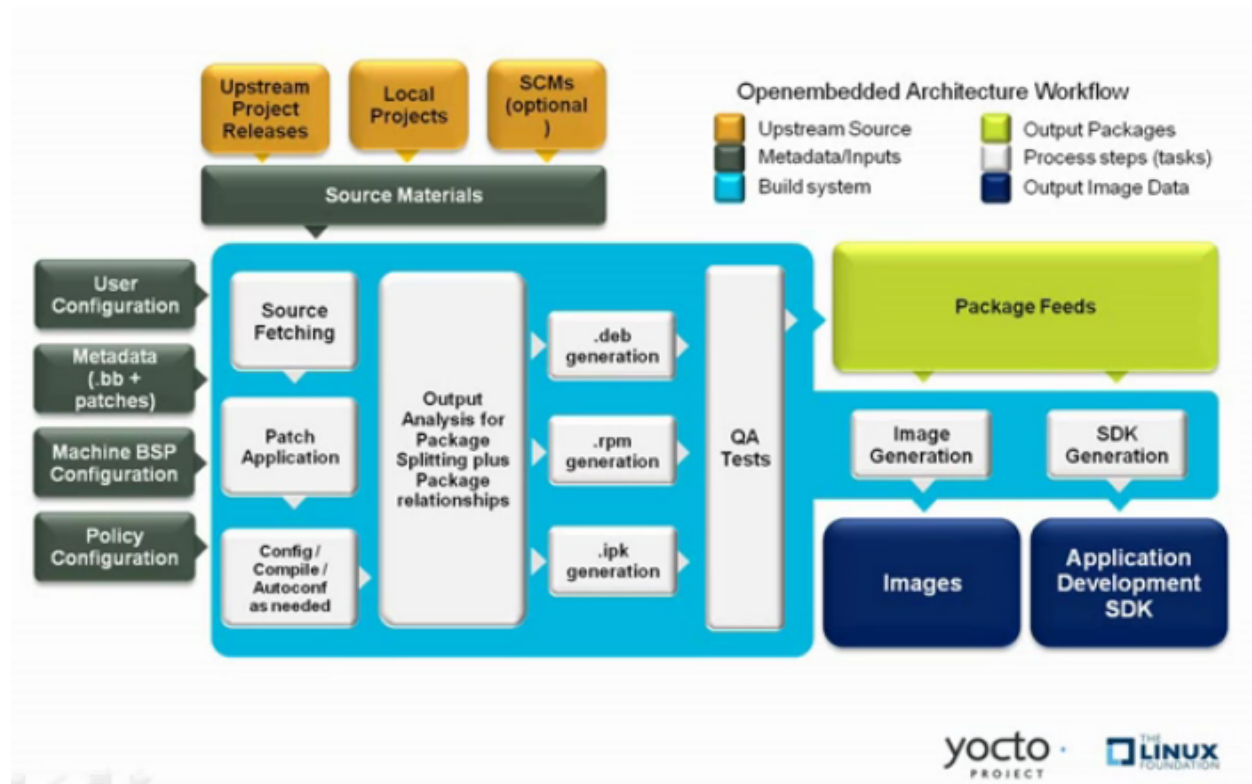 Upstream
Project
Releases
Local
Projects
SCMs
(optional
)
Source Materials
Openembedded Architecture Workflow
Upstream Source
Metadata/Inputs
Build system
Output Packages
Process steps (tasks)
Output Image Data
User
Configuration
Metadata
(.bb +
patches)
Machine BSP
Configuration
Policy
Configuration
Source
Fetching
Patch
Application
Config /
Compile /
Autoconf
as needed
Output
Analysis for
Package
Splitting plus
Package
relationships
.deb
generation
.rpm
generation
.ipk
generation
QA
Tests
Package Feeds
Image
Generation
SDK
Generation
Images
Application
Development
SDK
yocto
PROJECT
THE
LINUX
FOUNDATION